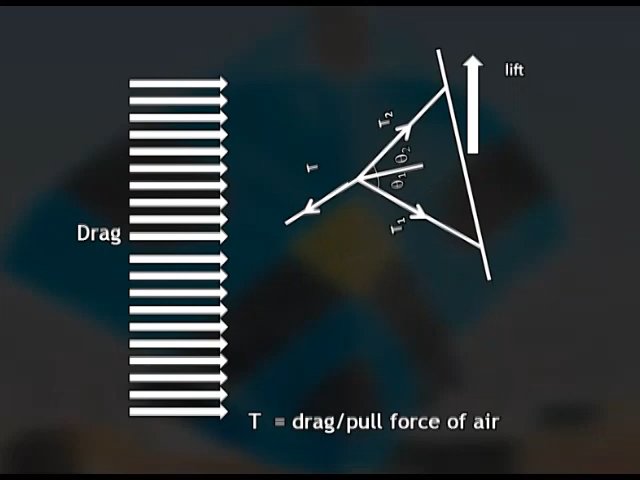 lift
T₂
T
θ₂
θ₁
T₁
Drag
T = drag/pull force of air